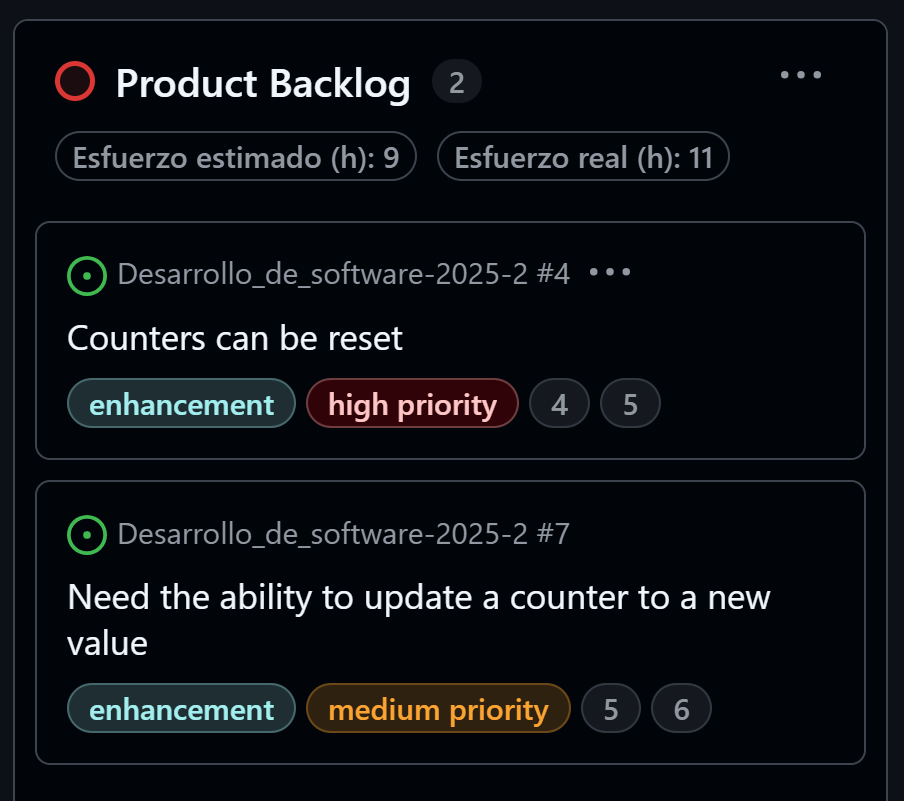 Product Backlog 2
Esfuerzo estimado (h): 9 Esfuerzo real (h): 11
Desarrollo_de_software-2025-2 #4
Counters can be reset
enhancement high priority 4 5
Desarrollo_de_software-2025-2 #7
Need the ability to update a counter to a new
value
enhancement medium priority 5 6